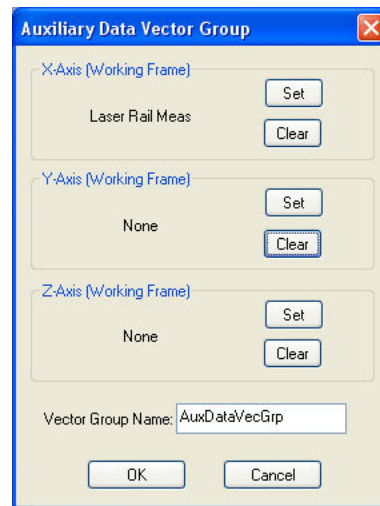 Auxiliary Data Vector Group
X-Axis (Working Frame)
Set
Laser Rail Meas
Clear
Y-Axis (Working Frame)
Set
None
Clear
Z-Axis (Working Frame)
Set
None
Clear
Vector Group Name: AuxDataVecGrp
OK Cancel